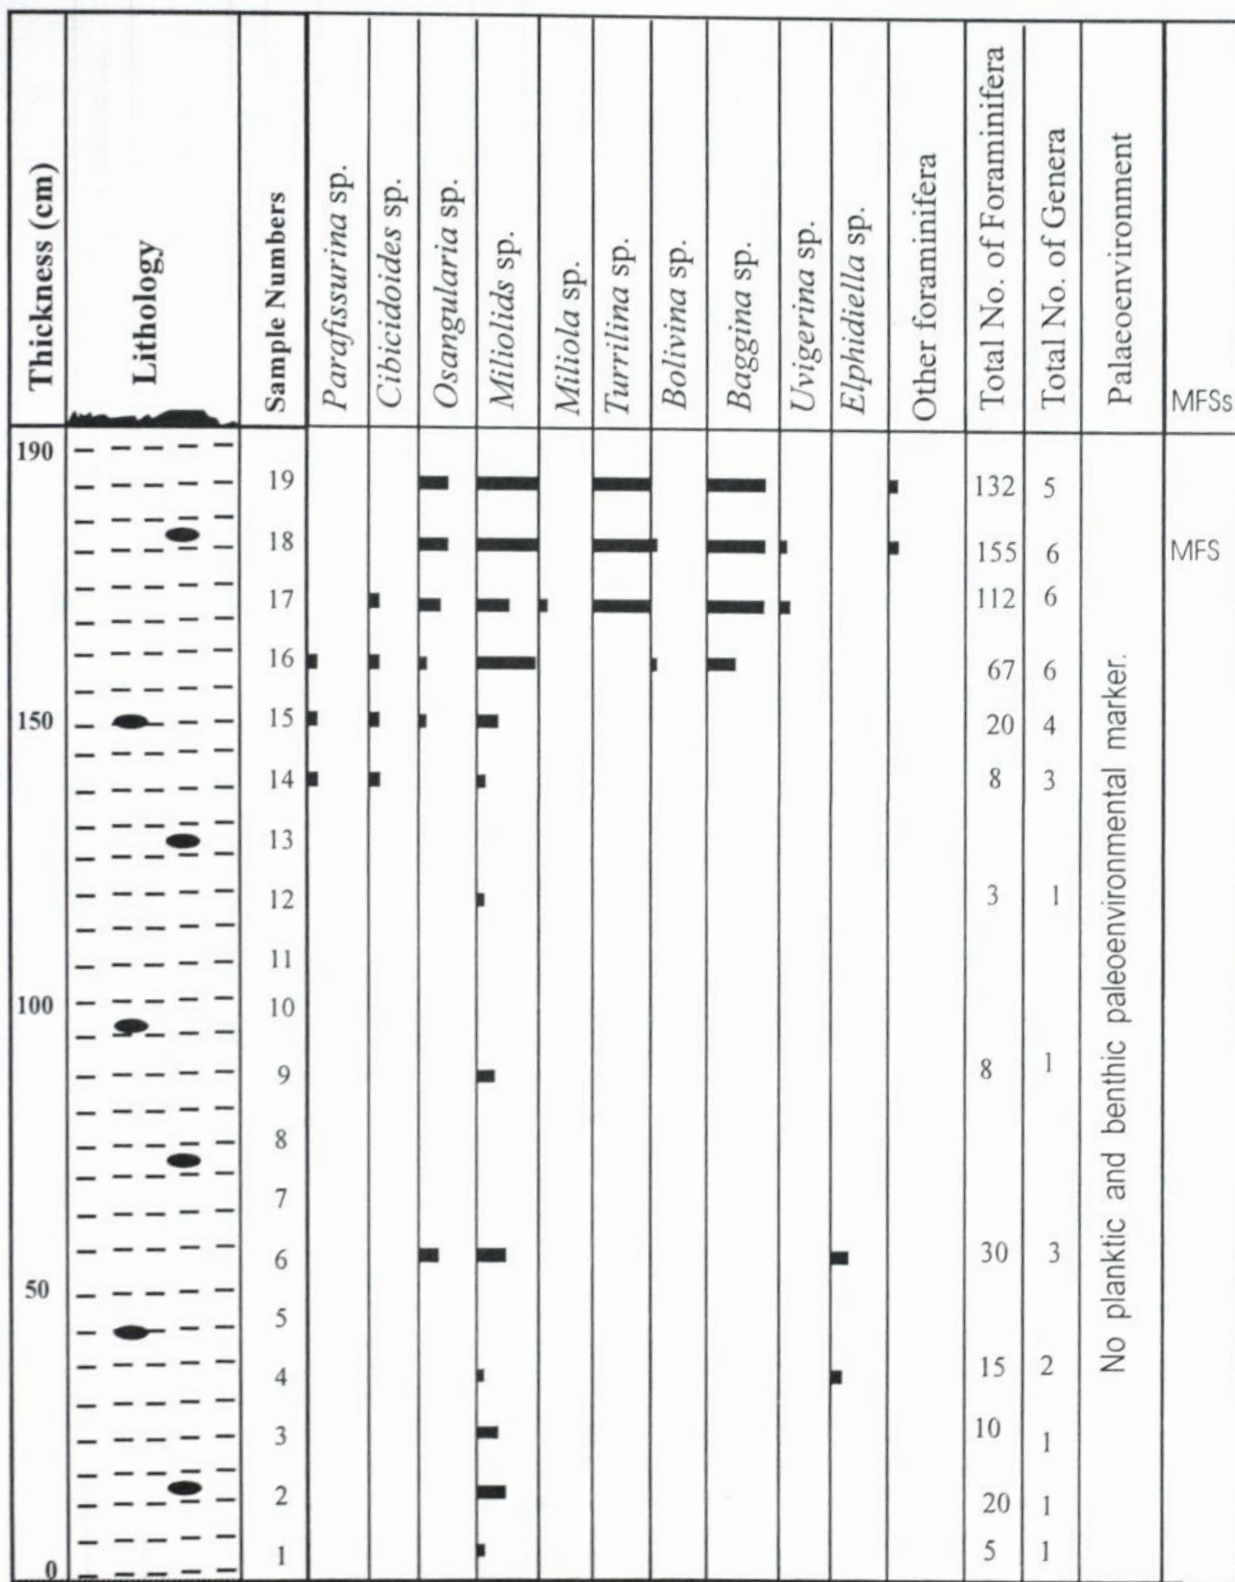 Thickness (cm)
Lithology
Sample Numbers
Parafissurina sp.
Cibicidoides sp.
Osangularia sp.
Miliolids sp.
Miliola sp.
Turrilina sp.
Bolivina sp.
Baggina sp.
Uvigerina sp.
Elphidiella sp.
Other foraminifera
Total No. of Foraminifera
Total No. of Genera
Palaeoenvironment
MFSs
190
19 132 5
18 155 6 MFS
17 112 6
16 67 6
150 15 20 4
14 8 3
13
12 3 1
11
100 10
9 8 1
8
7
6 30 3
50
5
4 15 2
3 10 1
2 20 1
1 5 1
0
No planktic and benthic paleoenvironmental marker.